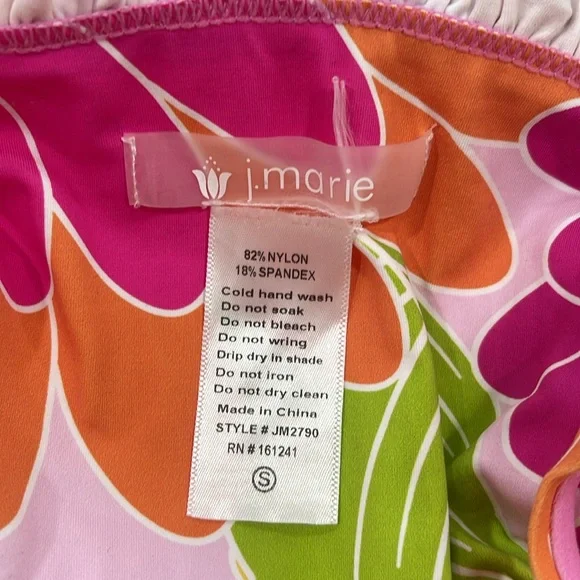 j.marie
82% NYLON
18% SPANDEX
Cold hand wash
Do not soak
Do not bleach
Do not wring
Drip dry in shade
Do not iron
Do not dry clean
Made in China
STYLE # JM2790
RN # 161241
S